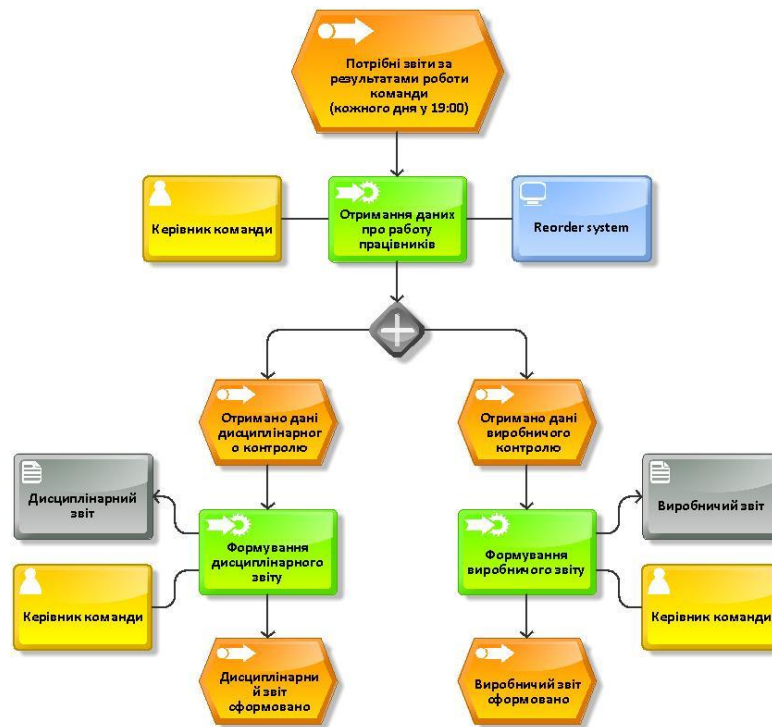 Потрібні звіти за
результатами роботи
команди
(кожного дня у 19:00)
Керівник команди
Отримання даних
про работу
працівників
Reorder system
Отримано дані
дисциплінарног
о контролю
Отримано дані
виробничого
контролю
Дисциплінарний
звіт
Формування
дисциплінарного
звіту
Формування
виробничого звіту
Виробничий звіт
Керівник команди
Керівник команди
Дисциплінарни
й звіт
сформовано
Виробничий звіт
сформовано